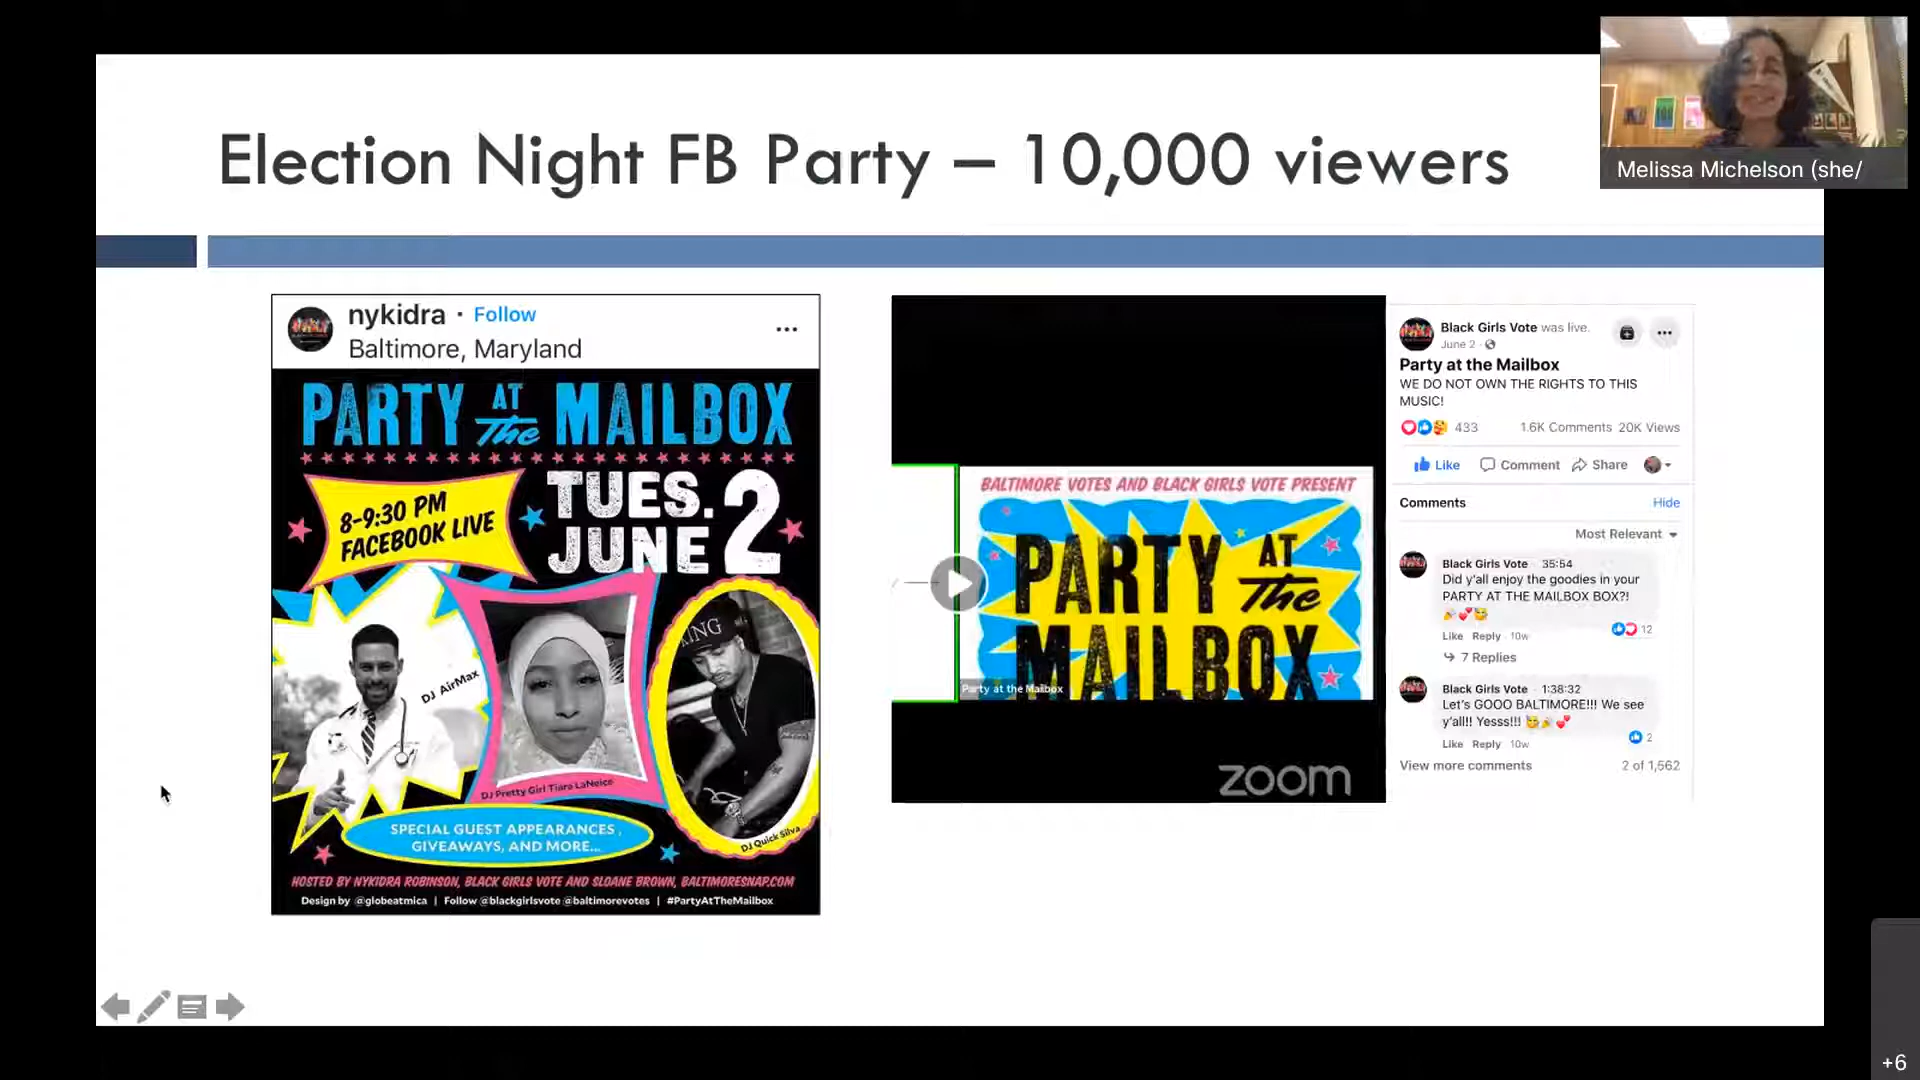 Election Night FB Party – 10,000 viewers
Melissa Michelson (she/
nykidra · Follow
Baltimore, Maryland
PARTY AT The MAILBOX
8-9:30 PM
FACEBOOK LIVE
TUES.
JUNE 2
DJ AirMax
KING
DJ Pretty Girl Tiara LaNeice
DJ Quick Silva
SPECIAL GUEST APPEARANCES,
GIVEAWAYS, AND MORE...
HOSTED BY NYKIDRA ROBINSON, BLACK GIRLS VOTE AND SLOANE BROWN, BALTIMORESNAP.COM
Design by @globeatmica | Follow @blackgirlsvote @baltimorevotes | #PartyAtTheMailbox
BALTIMORE VOTES AND BLACK GIRLS VOTE PRESENT
PARTY AT
The
MAILBOX
Party at the Mailbox
zoom
Black Girls Vote was live.
June 2 ·
Party at the Mailbox
WE DO NOT OWN THE RIGHTS TO THIS
MUSIC!
433 1.6K Comments 20K Views
Like Comment Share
Comments Hide
Most Relevant
Black Girls Vote · 35:54
Did y'all enjoy the goodies in your
PARTY AT THE MAILBOX BOX?!
🎉💕🥳
12
Like · Reply · 10w
7 Replies
Black Girls Vote · 1:38:32
Let's GOOO BALTIMORE!!! We see
y'all!! Yesss!!! 🥳🎉💕
2
Like · Reply · 10w
View more comments 2 of 1,562
+6